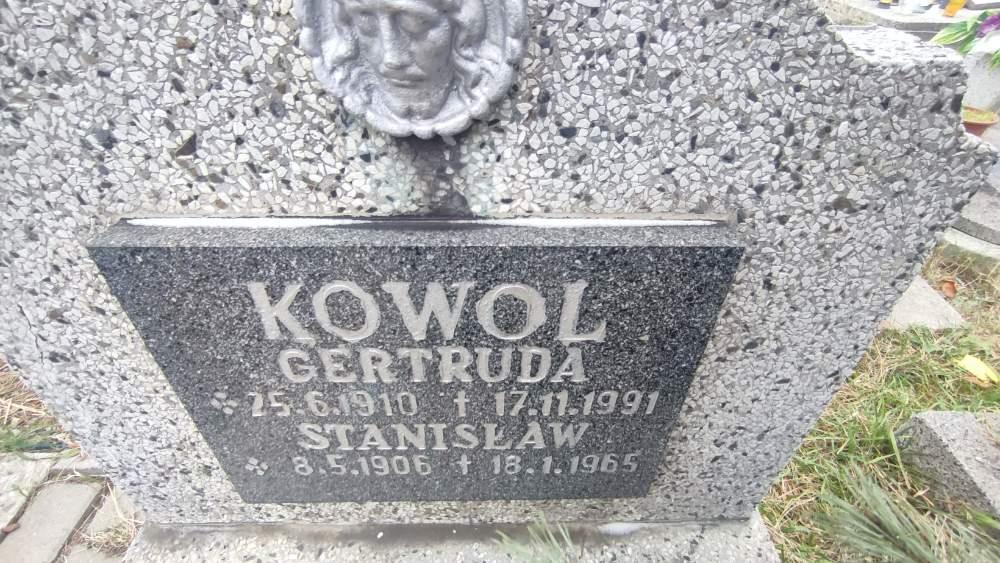 KOWOL
GERTRUDA
25.6.1910 † 17.11.1991
STANISŁAW
8.5.1906 † 18.1.1965